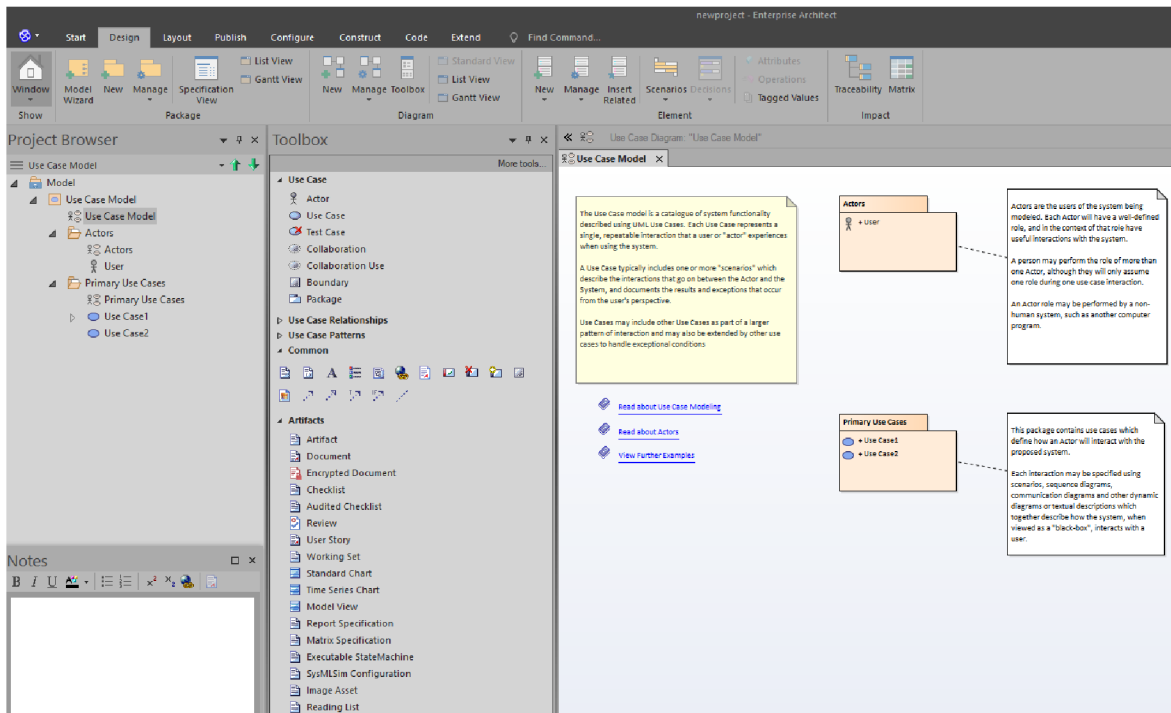 newproject - Enterprise Architect
Start Design Layout Publish Configure Construct Code Extend Find Command...
Window
Show
Model Wizard
New
Manage
Specification View
List View
Gantt View
Package
New
Manage
Toolbox
Standard View
List View
Gantt View
Diagram
New
Manage
Insert Related
Scenarios
Decisions
Attributes
Operations
Tagged Values
Element
Traceability
Matrix
Impact
Project Browser
Use Case Model
Model
Use Case Model
Use Case Model
Actors
Actors
User
Primary Use Cases
Primary Use Cases
Use Case1
Use Case2
Notes
B I U
Toolbox
More tools...
Use Case
Actor
Use Case
Test Case
Collaboration
Collaboration Use
Boundary
Package
Use Case Relationships
Use Case Patterns
Common
Artifacts
Artifact
Document
Encrypted Document
Checklist
Audited Checklist
Review
User Story
Working Set
Standard Chart
Time Series Chart
Model View
Report Specification
Matrix Specification
Executable StateMachine
SysMLSim Configuration
Image Asset
Reading List
Use Case Diagram: "Use Case Model"
Use Case Model
The Use Case model is a catalogue of system functionality
described using UML Use Cases. Each Use Case represents a
single, repeatable interaction that a user or "actor" experiences
when using the system.
A Use Case typically includes one or more "scenarios" which
describe the interactions that go on between the Actor and the
System, and documents the results and exceptions that occur
from the user's perspective.
Use Cases may include other Use Cases as part of a larger
pattern of interaction and may also be extended by other use
cases to handle exceptional conditions
Read about Use Case Modeling
Read about Actors
View Further Examples
Actors
+ User
Actors are the users of the system being
modeled. Each Actor will have a well-defined
role, and in the context of that role have
useful interactions with the system.
A person may perform the role of more than
one Actor, although they will only assume
one role during one use case interaction.
An Actor role may be performed by a non-
human system, such as another computer
program.
Primary Use Cases
+ Use Case1
+ Use Case2
This package contains use cases which
define how an Actor will interact with the
proposed system.
Each interaction may be specified using
scenarios, sequence diagrams,
communication diagrams and other dynamic
diagrams or textual descriptions which
together describe how the system, when
viewed as a "black-box", interacts with a
user.